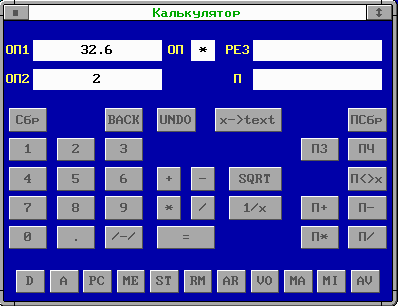 Калькулятор
ОП1 32.6 ОП * РЕЗ
ОП2 2 П
Сбр BACK UNDO x->text ПСбр
1 2 3 ПЗ ПЧ
4 5 6 + - SQRT П<>x
7 8 9 * / 1/x П+ П-
0 . /-/ = П* П/
D A PC ME ST RM AR VO MA MI AV